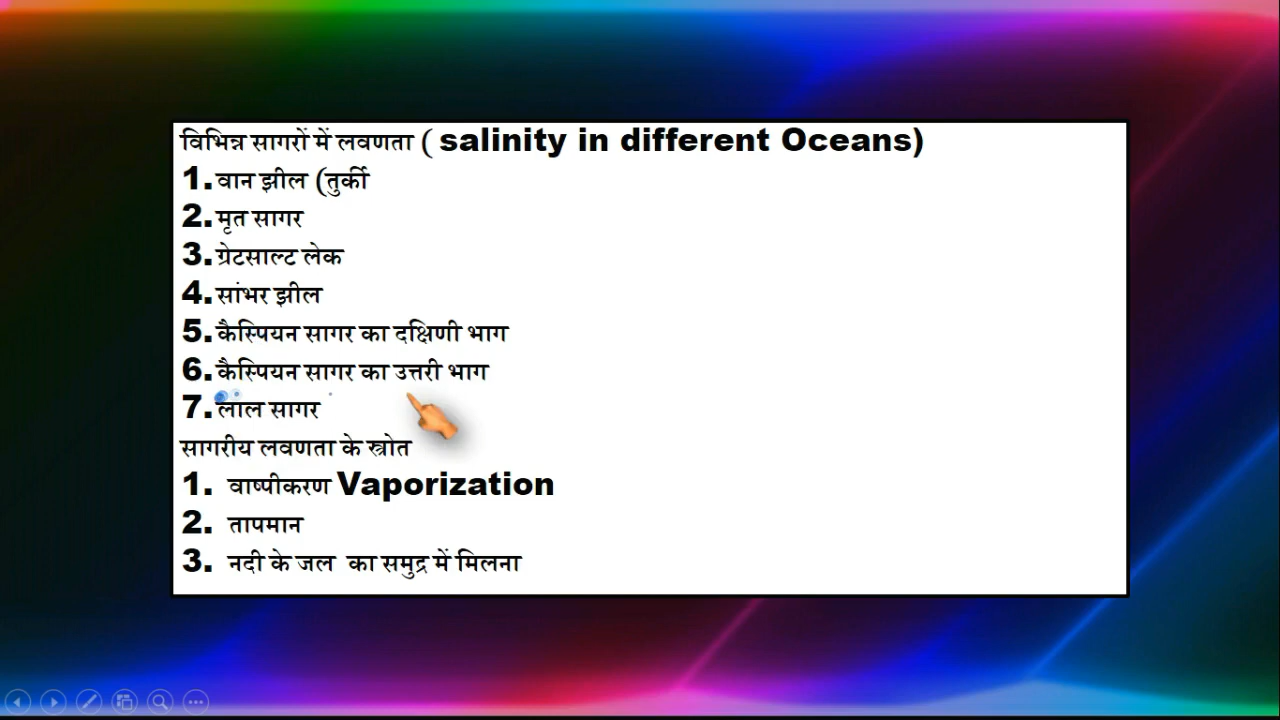 विभिन्न सागरों में लवणता ( salinity in different Oceans)
1.वान झील (तुर्की
2.मृत सागर
3.ग्रेटसाल्ट लेक
4.सांभर झील
5.कैस्पियन सागर का दक्षिणी भाग
6.कैस्पियन सागर का उत्तरी भाग
7.लाल सागर
सागरीय लवणता के स्त्रोत
1. वाष्पीकरण Vaporization
2. तापमान
3. नदी के जल का समुद्र में मिलना